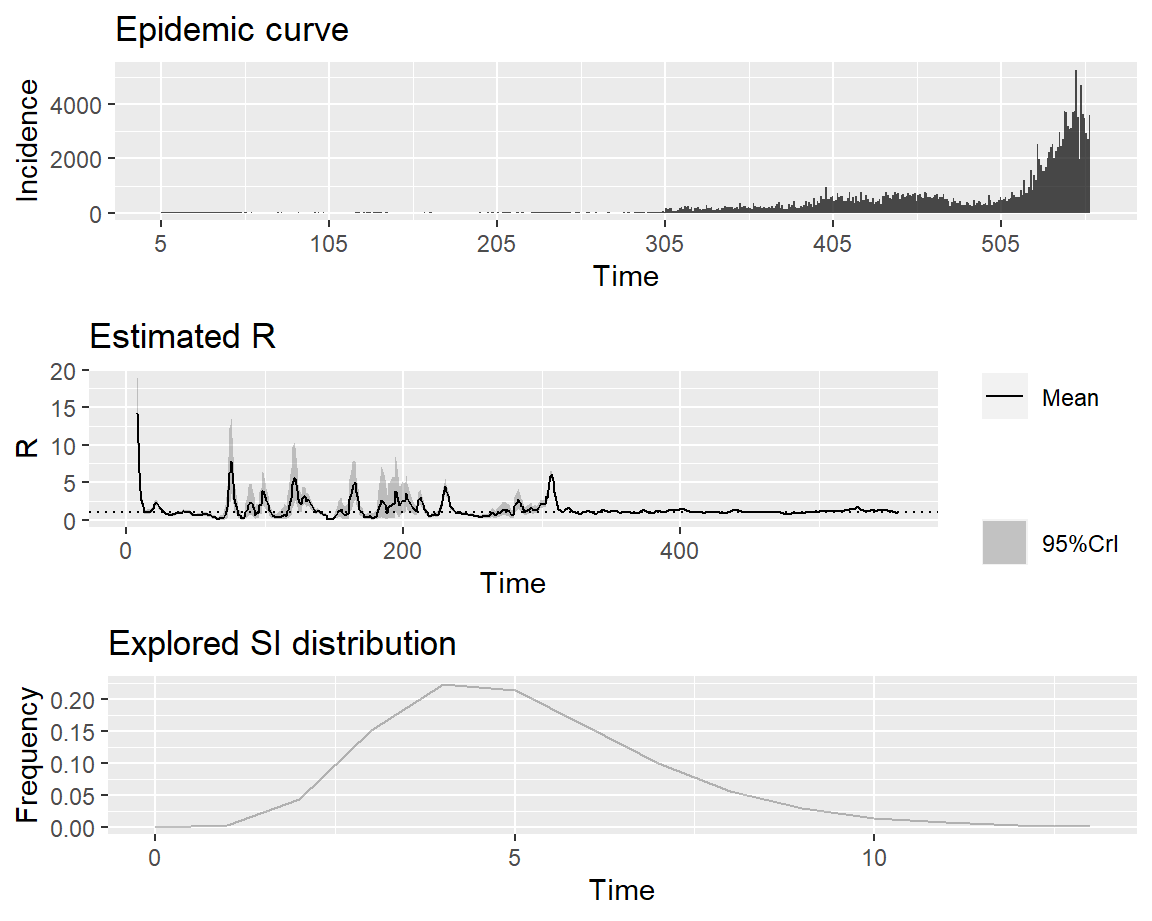 Epidemic curve
Incidence
4000
2000
0
5 105 205 305 405 505
Time
Estimated R
R
20
15
10
5
0
0 200 400
Time
Mean
95%CrI
Explored SI distribution
Frequency
0.20
0.15
0.10
0.05
0.00
0 5 10
Time